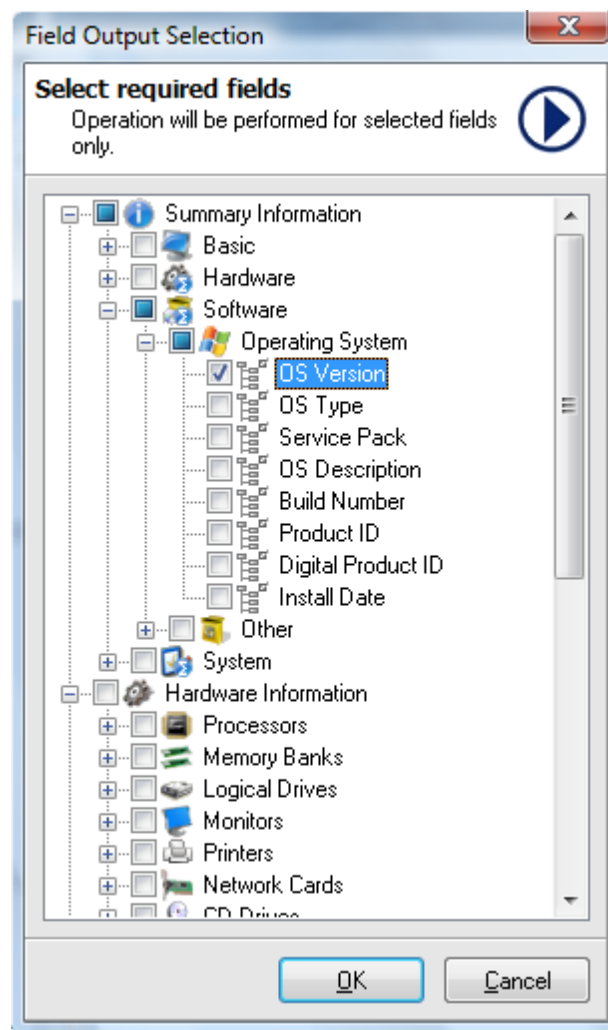 Field Output Selection
Select required fields
Operation will be performed for selected fields
only.
Summary Information
Basic
Hardware
Software
Operating System
OS Version
OS Type
Service Pack
OS Description
Build Number
Product ID
Digital Product ID
Install Date
Other
System
Hardware Information
Processors
Memory Banks
Logical Drives
Monitors
Printers
Network Cards
CD Drives
OK
Cancel